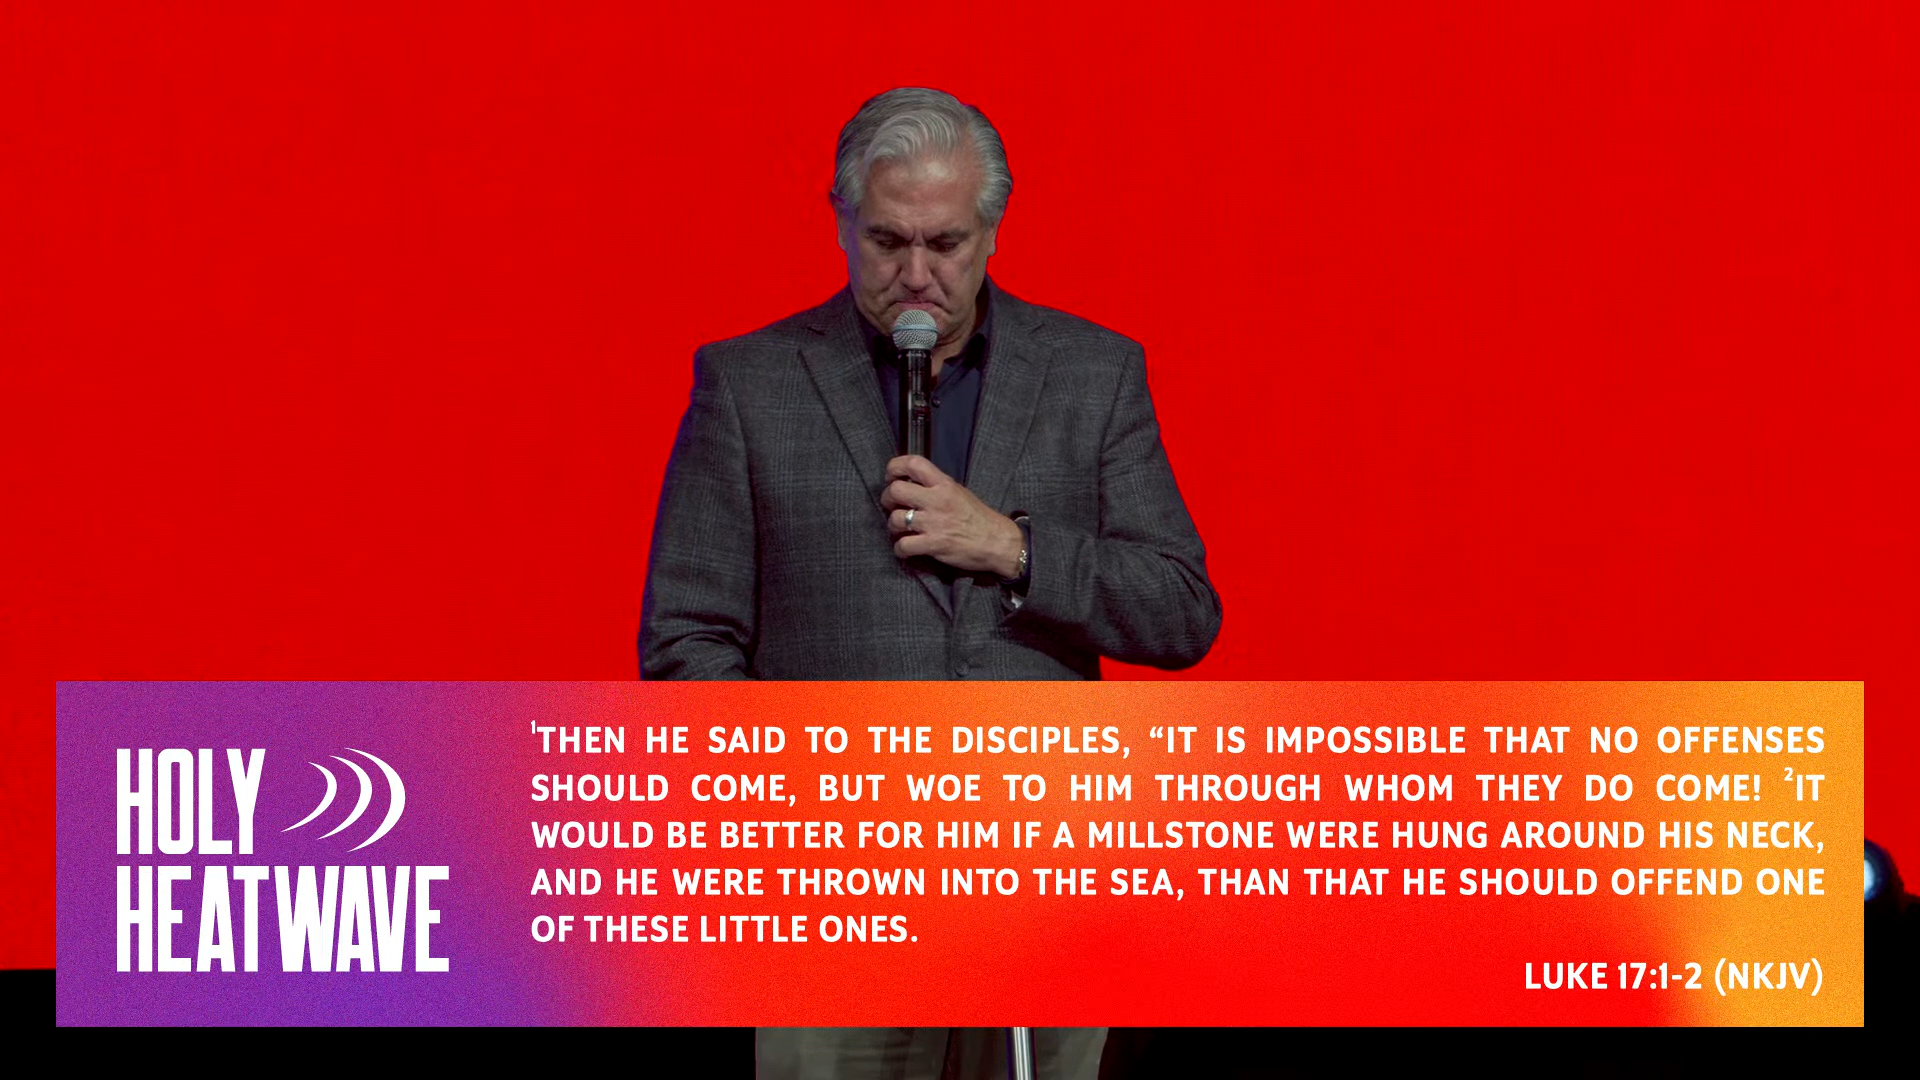 HOLY
HEATWAVE
¹THEN HE SAID TO THE DISCIPLES, “IT IS IMPOSSIBLE THAT NO OFFENSES
SHOULD COME, BUT WOE TO HIM THROUGH WHOM THEY DO COME! ²IT
WOULD BE BETTER FOR HIM IF A MILLSTONE WERE HUNG AROUND HIS NECK,
AND HE WERE THROWN INTO THE SEA, THAN THAT HE SHOULD OFFEND ONE
OF THESE LITTLE ONES.
LUKE 17:1-2 (NKJV)